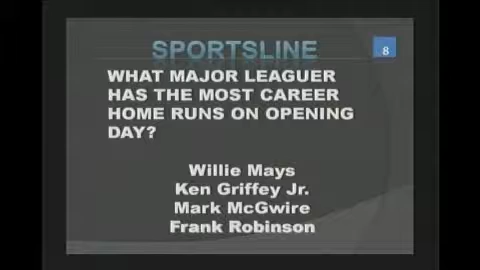 SPORTSLINE
8
WHAT MAJOR LEAGUER
HAS THE MOST CAREER
HOME RUNS ON OPENING
DAY?
Willie Mays
Ken Griffey Jr.
Mark McGwire
Frank Robinson